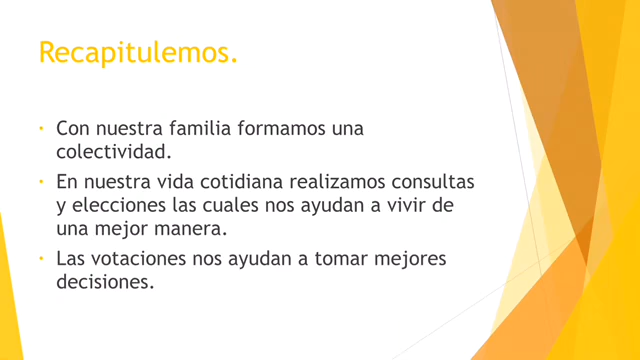 Recapitulemos.
• Con nuestra familia formamos una
colectividad.
• En nuestra vida cotidiana realizamos consultas
y elecciones las cuales nos ayudan a vivir de
una mejor manera.
• Las votaciones nos ayudan a tomar mejores
decisiones.